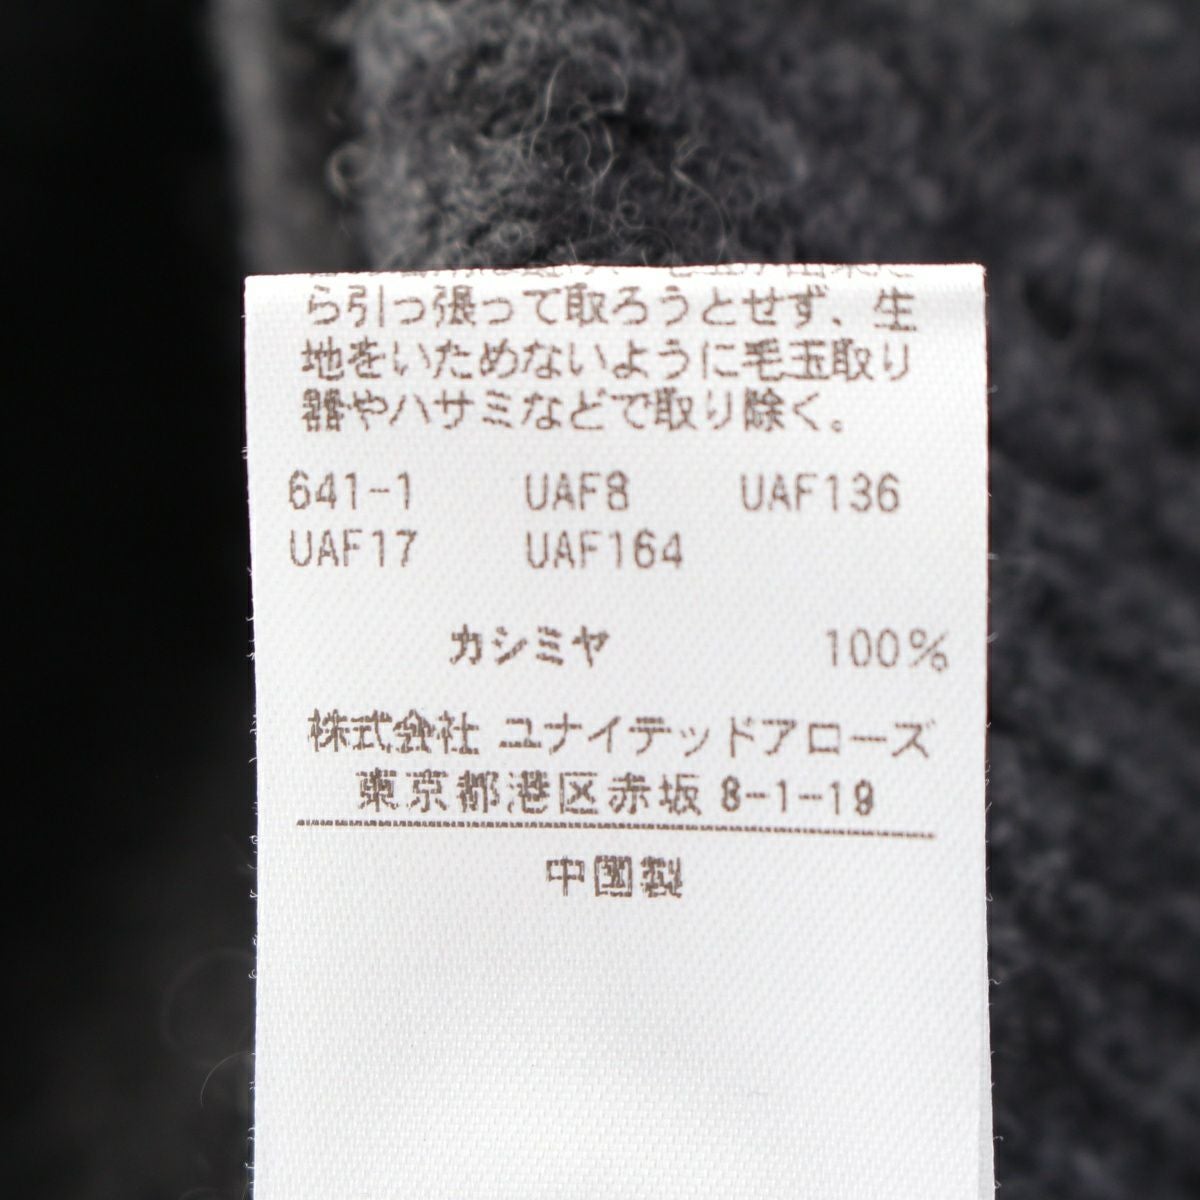 ら引っ張って取ろうとせず、生
地をいためないように毛玉取り
器やハサミなどで取り除く。
641-1 UAF8 UAF136
UAF17 UAF164
カシミヤ 100%
株式会社 ユナイテッドアローズ
東京都港区赤坂 8-1-19
中国製